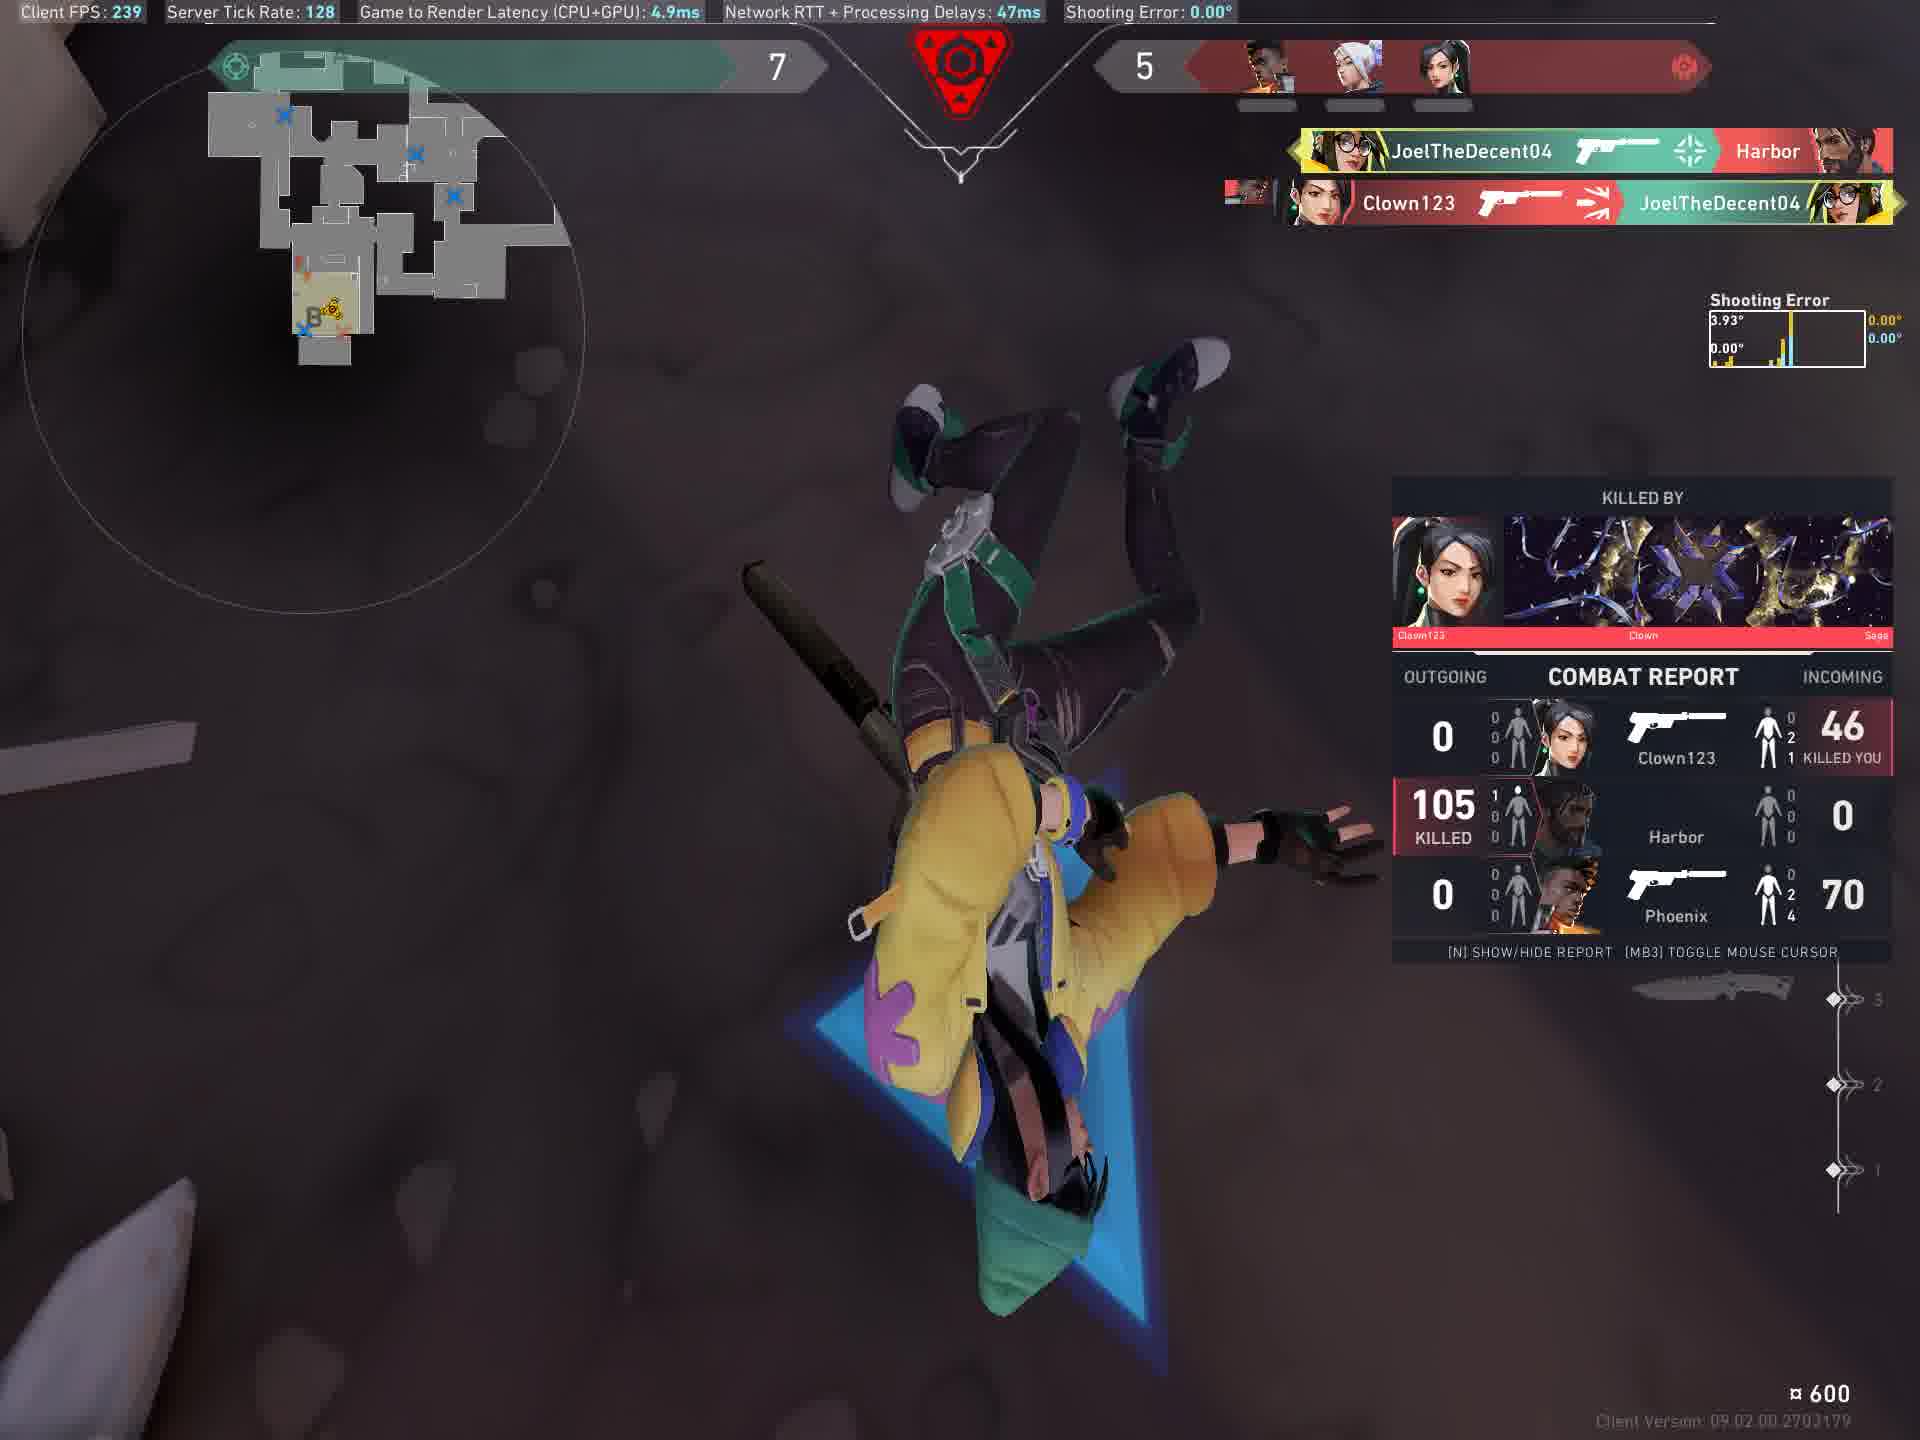 Client FPS: 239 Server Tick Rate: 128 Game to Render Latency (CPU+GPU): 4.9ms Network RTT + Processing Delays: 47ms Shooting Error: 0.00°
7 5
JoelTheDecent04 Harbor
Clown123 JoelTheDecent04
B
Shooting Error
3.93° 0.00°
0.00° 0.00°
KILLED BY
Clown123 Clown Sage
OUTGOING COMBAT REPORT INCOMING
0 0 0 0 Clown123 0 2 1 46 KILLED YOU
105 KILLED 1 0 0 Harbor 0 0 0 0
0 0 0 0 Phoenix 0 2 4 70
[N] SHOW/HIDE REPORT [MB3] TOGGLE MOUSE CURSOR
3
2
1
¤ 600
Client Version: 09.02.00.2703179